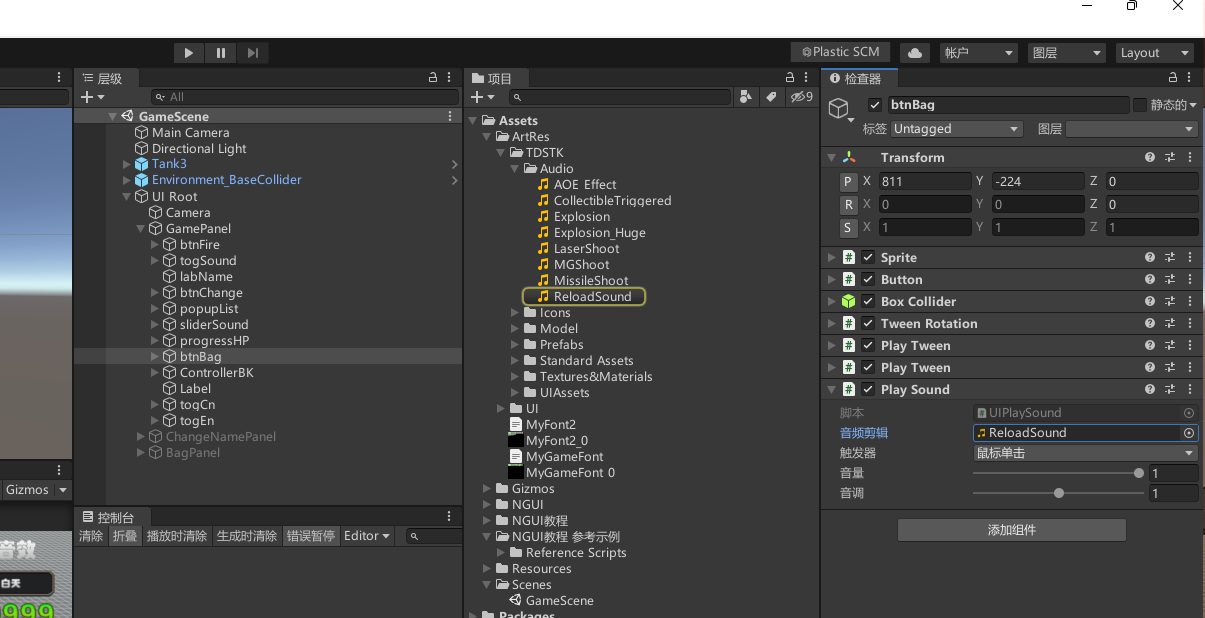 Plastic SCM
帐户
图层
Layout
层级
All
GameScene
Main Camera
Directional Light
Tank3
Environment_BaseCollider
UI Root
Camera
GamePanel
btnFire
togSound
labName
btnChange
popupList
sliderSound
progressHP
btnBag
ControllerBK
Label
togCn
togEn
ChangeNamePanel
BagPanel
Gizmos
控制台
清除
折叠
播放时清除
生成时清除
错误暂停
Editor
音效
白天
999
项目
9
Assets
ArtRes
TDSTK
Audio
AOE Effect
CollectibleTriggered
Explosion
Explosion_Huge
LaserShoot
MGShoot
MissileShoot
ReloadSound
Icons
Model
Prefabs
Standard Assets
Textures&Materials
UIAssets
UI
MyFont2
MyFont2_0
MyGameFont
MyGameFont 0
Gizmos
NGUI
NGUI教程
NGUI教程 参考示例
Reference Scripts
Resources
Scenes
GameScene
Packages
检查器
btnBag
静态的
标签 Untagged
图层
Transform
P X 811 Y -224 Z 0
R X 0 Y 0 Z 0
S X 1 Y 1 Z 1
# Sprite
# Button
Box Collider
# Tween Rotation
# Play Tween
# Play Tween
# Play Sound
脚本 UIPlaySound
音频剪辑 ReloadSound
触发器 鼠标单击
音量 1
音调 1
添加组件